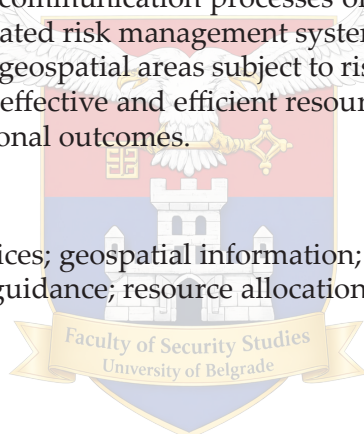 communication processes of
ated risk management system
geospatial areas subject to ris
effective and efficient resour
onal outcomes.
ices; geospatial information;
guidance; resource allocation
Faculty of Security Studies
University of Belgrade